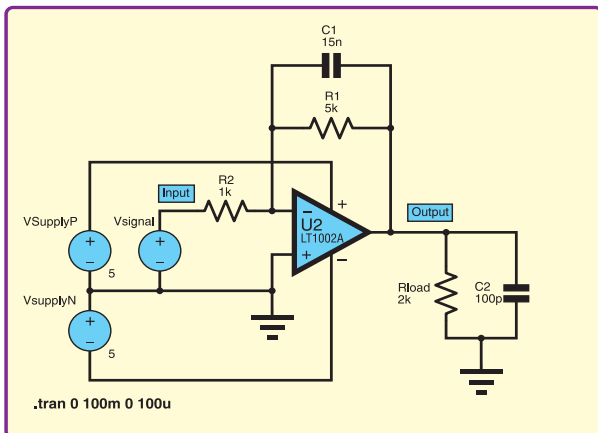 C1
15n
R1
5k
Input
R2
1k
+
VSupplyP
Vsignal
−
U2
LT1002A
Output
+
−
5
+
−
+
−
Rload
2k
C2
100p
VsupplyN
+
−
5
.tran 0 100m 0 100u